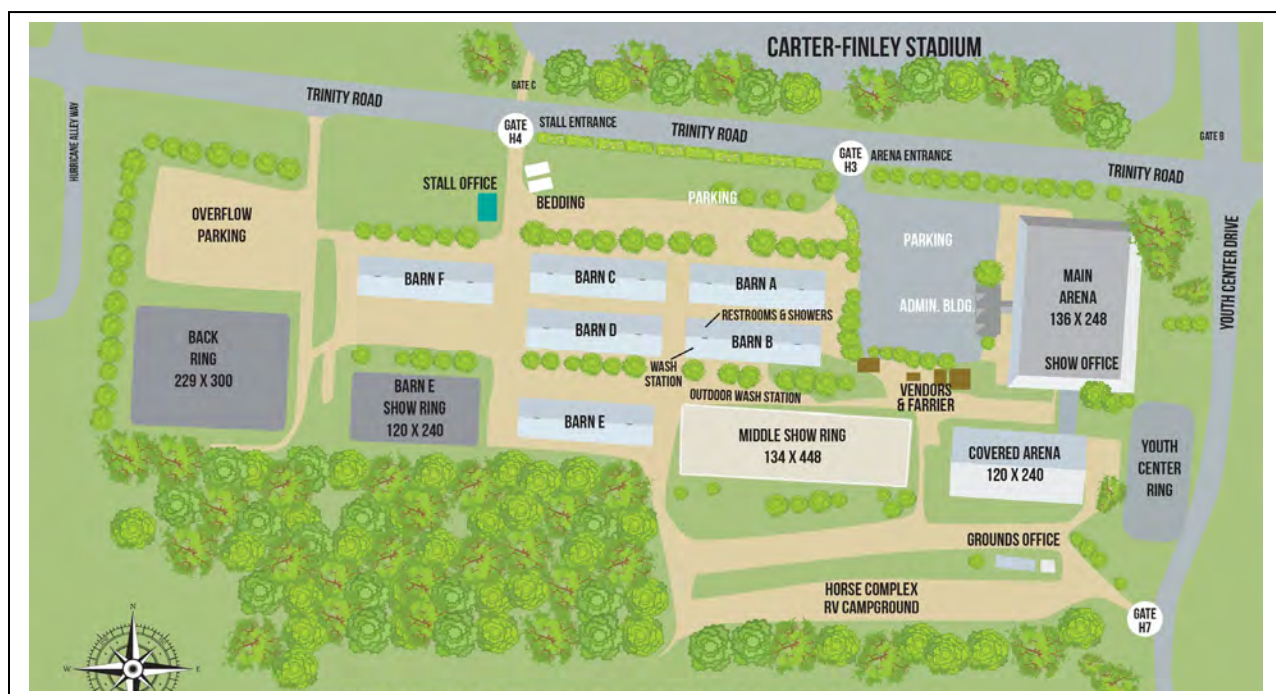 CARTER-FINLEY STADIUM
GATE C
TRINITY ROAD
GATE
H4
STALL ENTRANCE
TRINITY ROAD
GATE
H3
ARENA ENTRANCE
GATE B
TRINITY ROAD
HURRICANE ALLEY WAY
STALL OFFICE
BEDDING
PARKING
OVERFLOW
PARKING
PARKING
YOUTH CENTER DRIVE
BARN F
BARN C
BARN A
MAIN
ARENA
136 X 248
ADMIN. BLDG.
RESTROOMS & SHOWERS
BARN D
BARN B
SHOW OFFICE
BACK
RING
229 X 300
WASH
STATION
OUTDOOR WASH STATION
VENDORS
& FARRIER
BARN E
SHOW RING
120 X 240
BARN E
MIDDLE SHOW RING
134 X 448
COVERED ARENA
120 X 240
YOUTH
CENTER
RING
GROUNDS OFFICE
HORSE COMPLEX
RV CAMPGROUND
GATE
H7
N
W
E